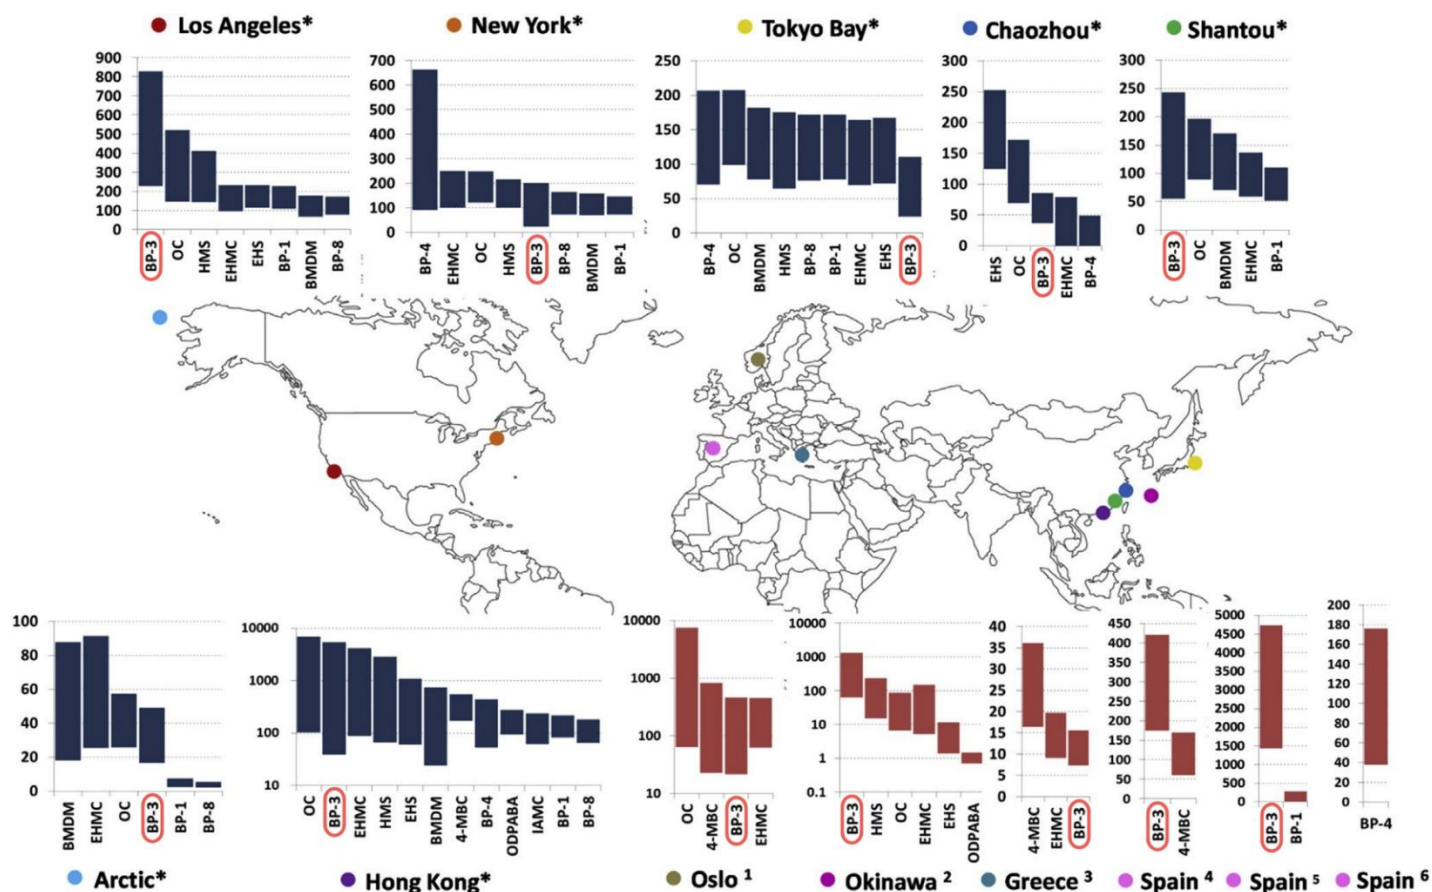 Los Angeles*
New York*
Tokyo Bay*
Chaozhou*
Shantou*
900
800
700
600
500
400
300
200
100
0
BP-3
OC
HMS
EHMC
EHS
BP-1
BMDM
BP-8
700
600
500
400
300
200
100
0
BP-4
EHMC
OC
HMS
BP-3
BP-8
BMDM
BP-1
250
200
150
100
50
0
BP-4
OC
BMDM
HMS
BP-8
BP-1
EHMC
EHS
BP-3
300
250
200
150
100
50
0
EHS
OC
BP-3
EHMC
BP-4
300
250
200
150
100
50
0
BP-3
OC
BMDM
EHMC
BP-1
100
80
60
40
20
0
BMDM
EHMC
OC
BP-3
BP-1
BP-8
10000
1000
100
10
OC
BP-3
EHMC
HMS
EHS
BMDM
4-MBC
BP-4
ODPABA
IAMC
BP-1
BP-8
10000
1000
100
10
OC
4-MBC
BP-3
EHMC
10000
1000
100
10
1
0.1
BP-3
HMS
OC
EHMC
EHS
ODPABA
40
35
30
25
20
15
10
5
0
4-MBC
EHMC
BP-3
450
400
350
300
250
200
150
100
50
0
BP-3
4-MBC
5000
4500
4000
3500
3000
2500
2000
1500
1000
500
0
BP-3
BP-1
200
180
160
140
120
100
80
60
40
20
0
BP-4
Arctic*
Hong Kong*
Oslo 1
Okinawa 2
Greece 3
Spain 4
Spain 5
Spain 6